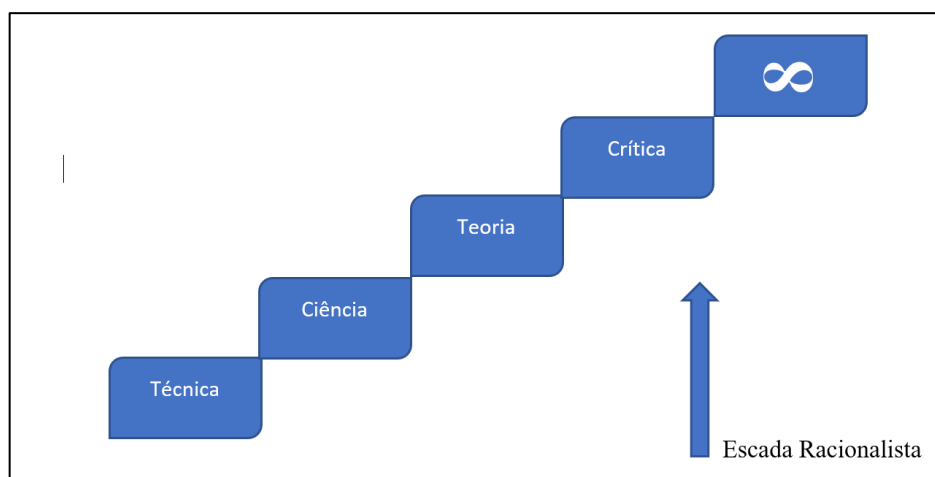 ∞
Crítica
Teoria
Ciência
Técnica
Escada Racionalista